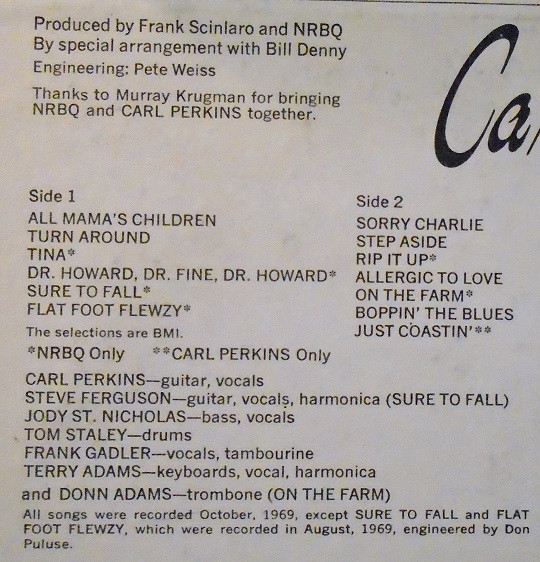 Produced by Frank Scinlaro and NRBQ
By special arrangement with Bill Denny
Engineering: Pete Weiss
Thanks to Murray Krugman for bringing
NRBQ and CARL PERKINS together.
Ca
Side 1
ALL MAMA'S CHILDREN
TURN AROUND
TINA*
DR. HOWARD, DR. FINE, DR. HOWARD*
SURE TO FALL*
FLAT FOOT FLEWZY*
The selections are BMI.
*NRBQ Only **CARL PERKINS Only
Side 2
SORRY CHARLIE
STEP ASIDE
RIP IT UP*
ALLERGIC TO LOVE
ON THE FARM*
BOPPIN' THE BLUES
JUST COASTIN'**
CARL PERKINS—guitar, vocals
STEVE FERGUSON—guitar, vocals, harmonica (SURE TO FALL)
JODY ST. NICHOLAS—bass, vocals
TOM STALEY—drums
FRANK GADLER—vocals, tambourine
TERRY ADAMS—keyboards, vocal, harmonica
and DONN ADAMS—trombone (ON THE FARM)
All songs were recorded October, 1969, except SURE TO FALL and FLAT
FOOT FLEWZY, which were recorded in August, 1969, engineered by Don
Puluse.